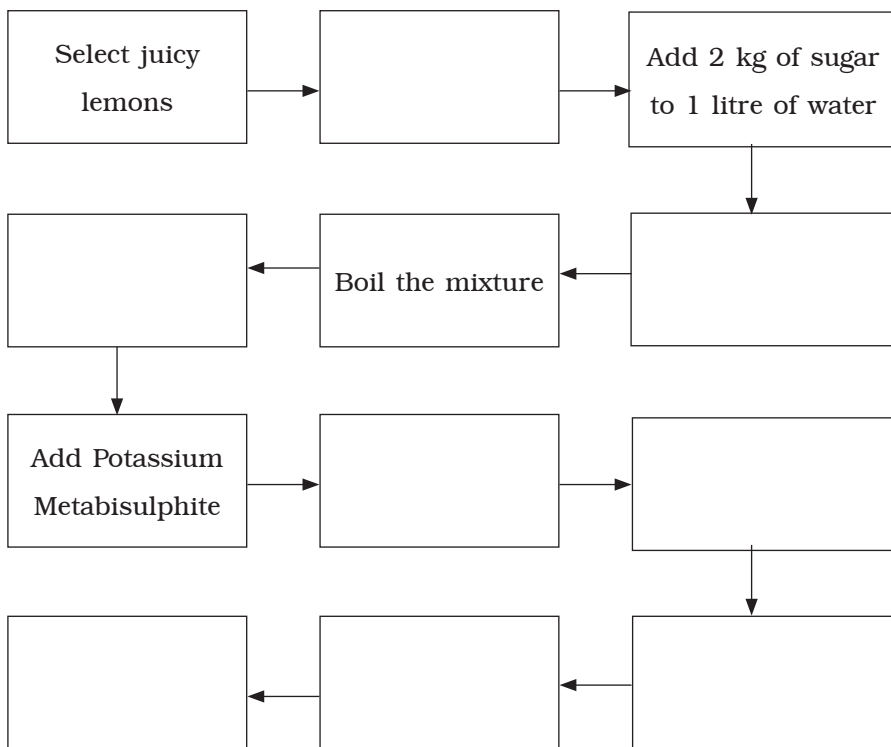 Select juicy
lemons
Add 2 kg of sugar
to 1 litre of water
Boil the mixture
Add Potassium
Metabisulphite